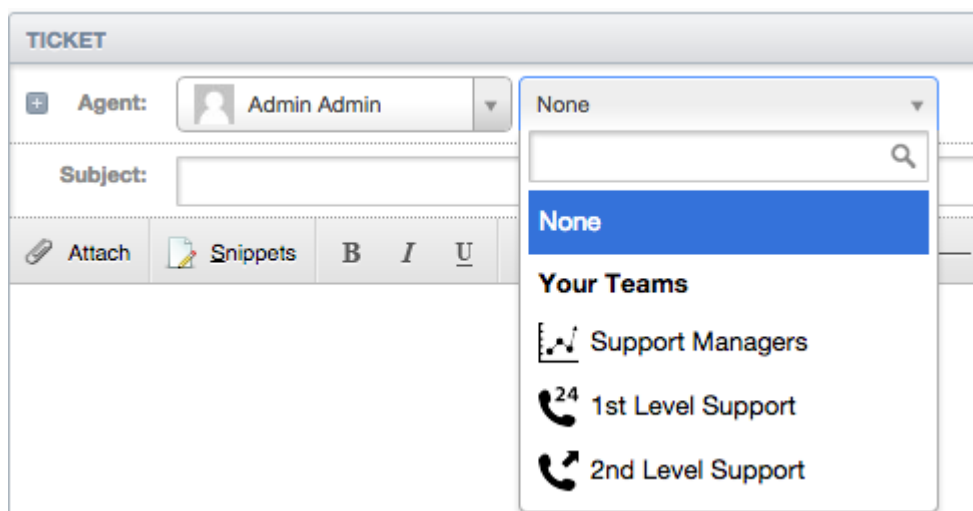 TICKET
Agent: Admin Admin None
Subject:
None
Attach Snippets B I U
Your Teams
Support Managers
24 1st Level Support
2nd Level Support